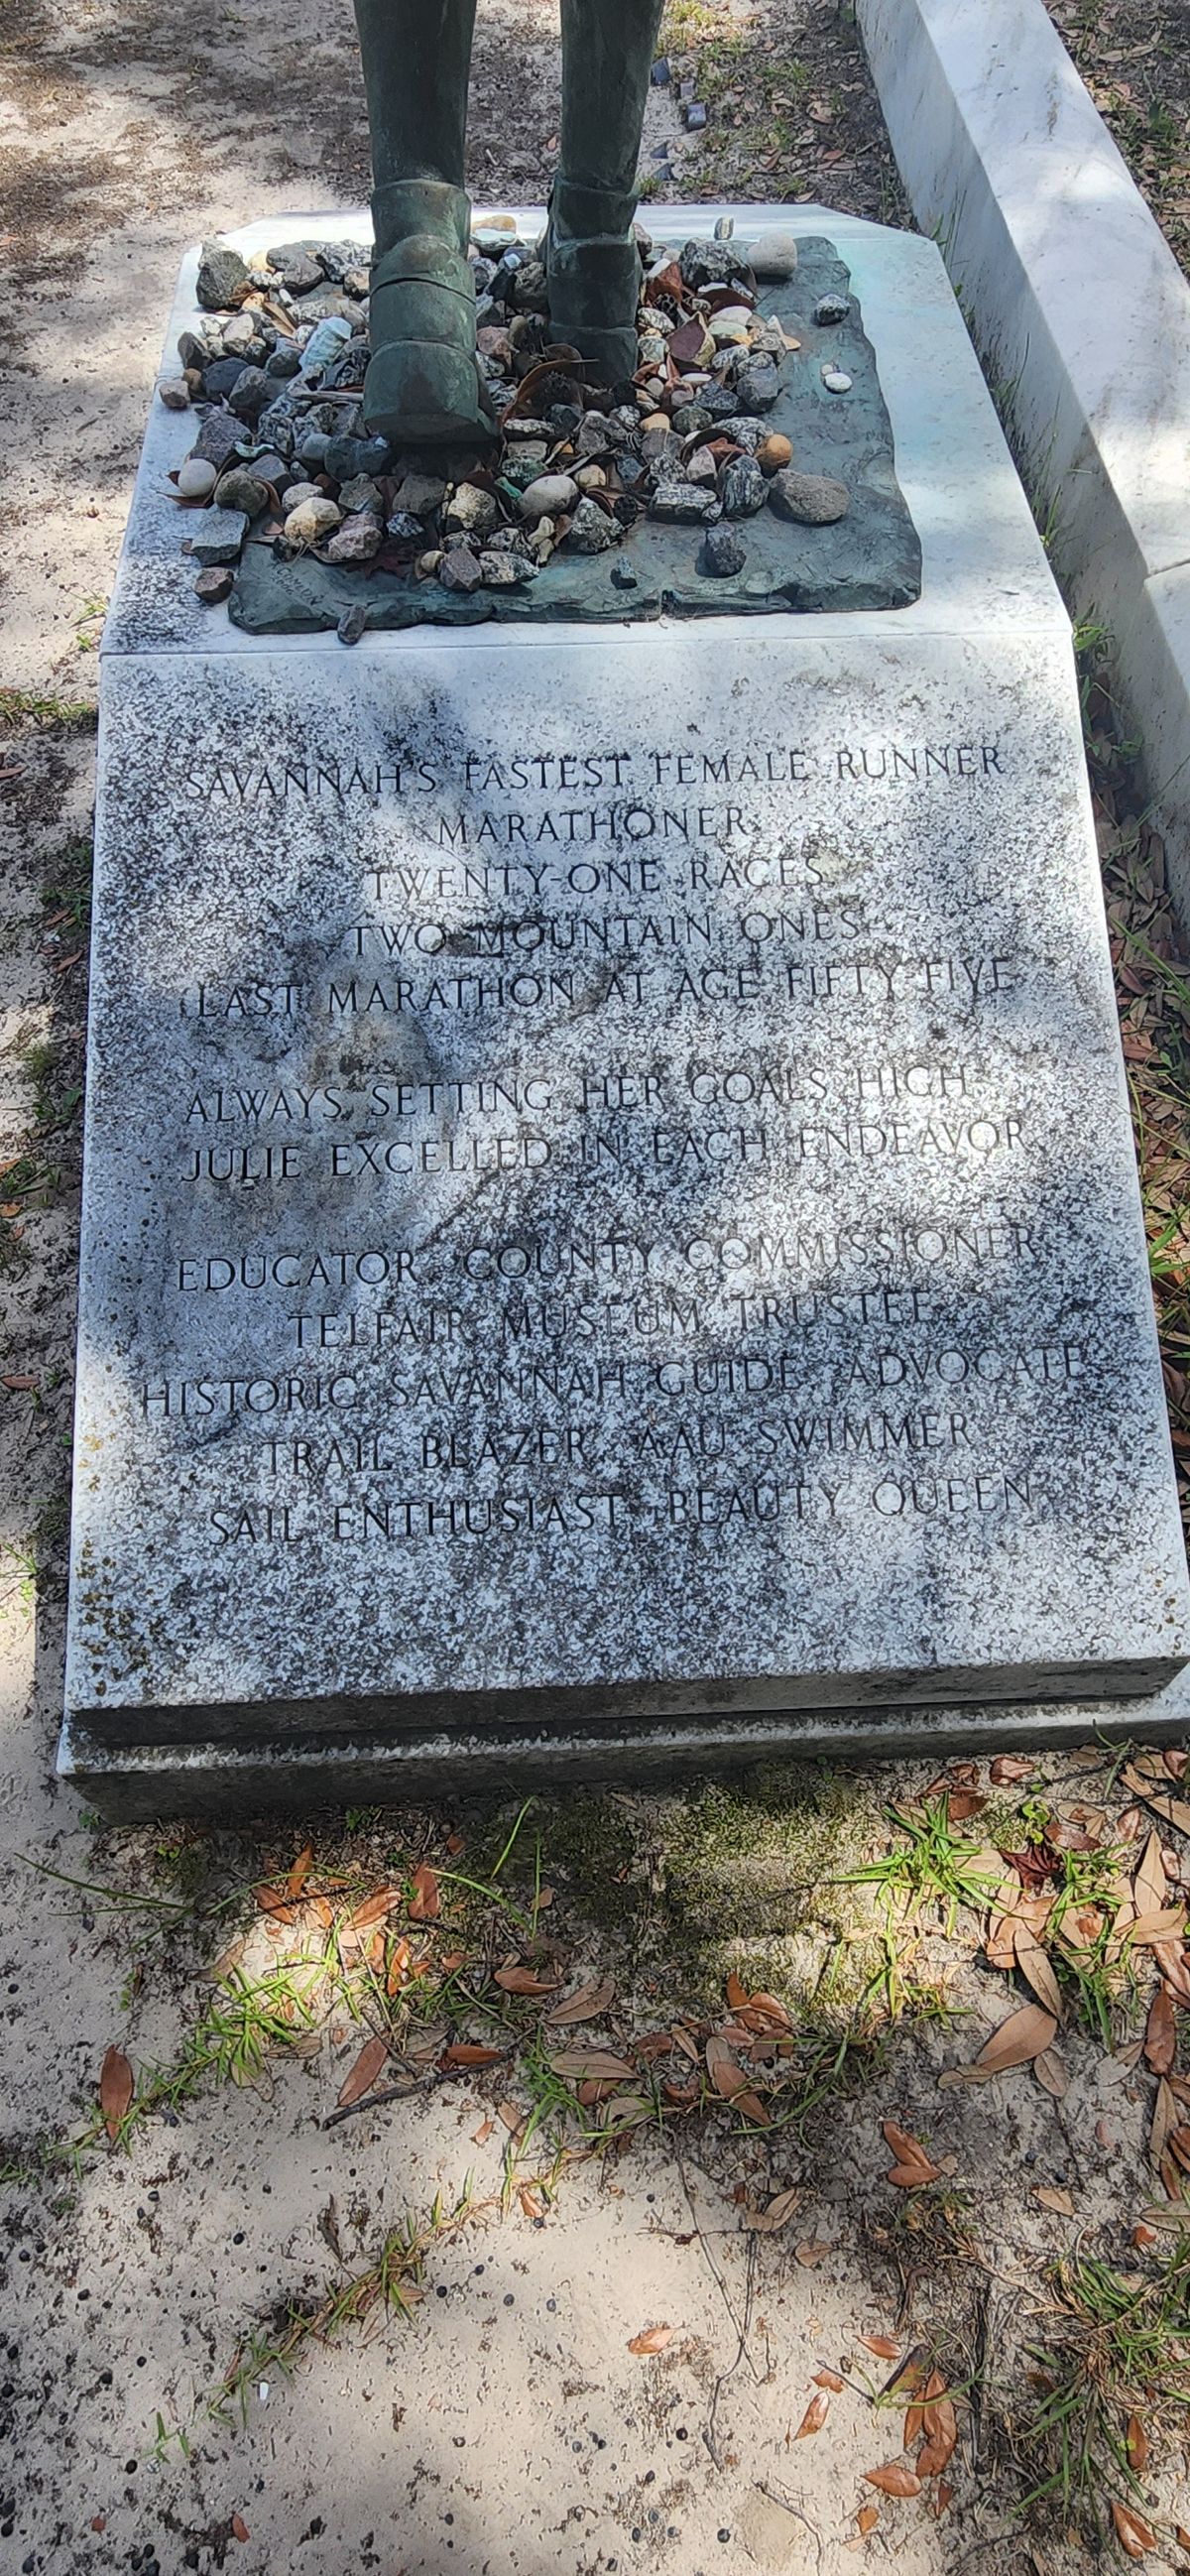 SAVANNAH'S FASTEST FEMALE RUNNER
MARATHONER
TWENTY-ONE RACES
TWO MOUNTAIN ONES
LAST MARATHON AT AGE FIFTY-FIVE
ALWAYS SETTING HER GOALS HIGH
JULIE EXCELLED IN EACH ENDEAVOR
EDUCATOR COUNTY COMMISSIONER
TELFAIR MUSEUM TRUSTEE
HISTORIC SAVANNAH GUIDE ADVOCATE
TRAIL BLAZER AAU SWIMMER
SAIL ENTHUSIAST BEAUTY QUEEN